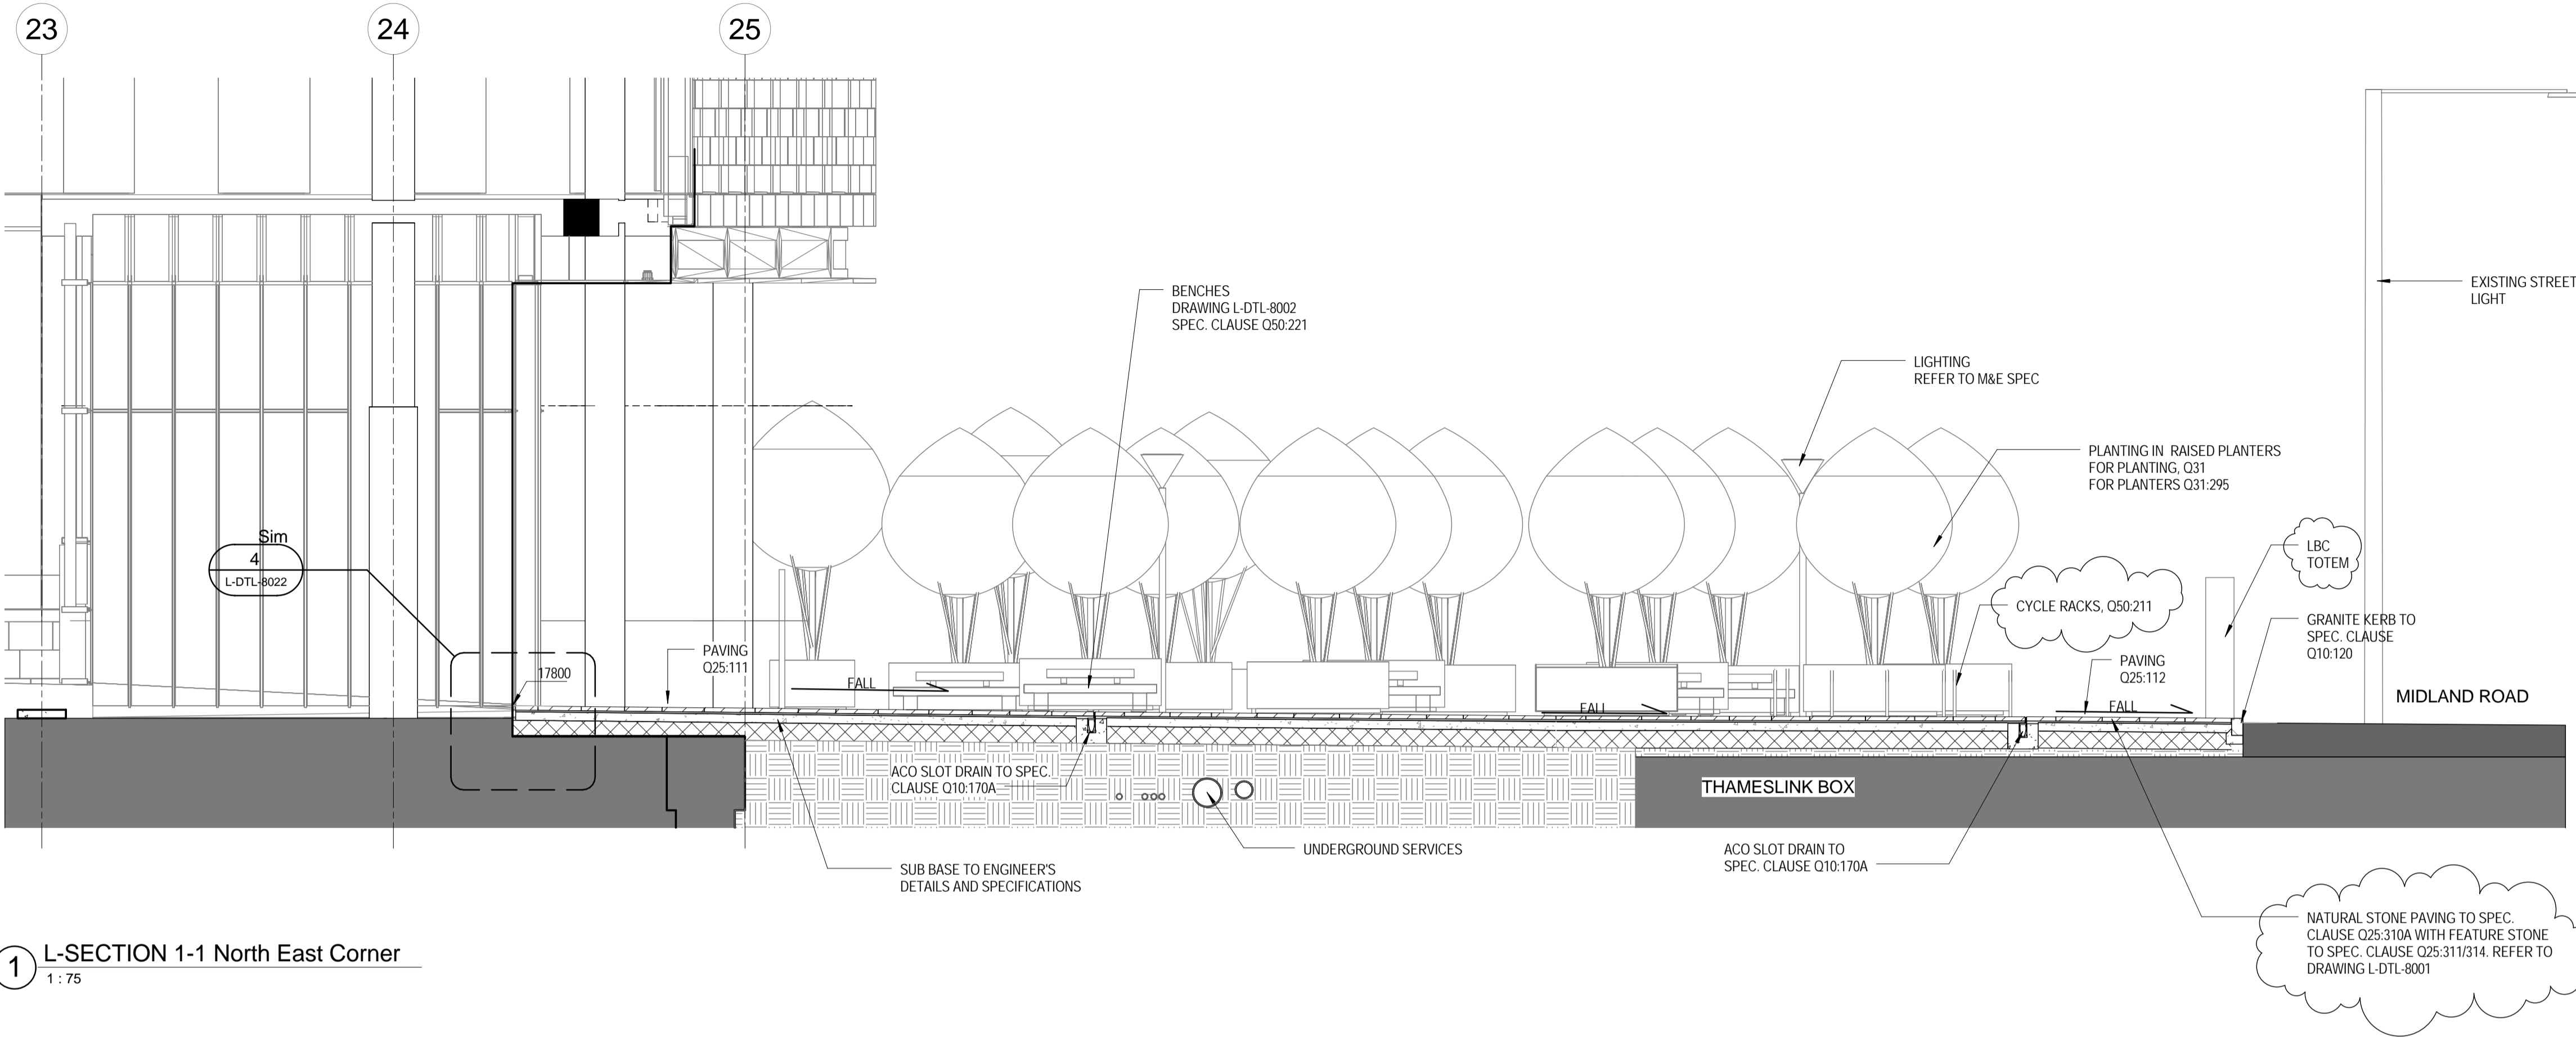 23
24
25
BENCHES
DRAWING L-DTL-8002
SPEC. CLAUSE Q50:221
EXISTING STREET
LIGHT
LIGHTING
REFER TO M&E SPEC
PLANTING IN  RAISED PLANTERS
FOR PLANTING, Q31
FOR PLANTERS Q31:295
Sim
4
L-DTL-8022
LBC
TOTEM
CYCLE RACKS, Q50:211
GRANITE KERB TO
SPEC. CLAUSE
Q10:120
17800
PAVING
Q25:111
FALL
FALL
PAVING
Q25:112
FALL
MIDLAND ROAD
ACO SLOT DRAIN TO SPEC.
CLAUSE Q10:170A
THAMESLINK BOX
UNDERGROUND SERVICES
ACO SLOT DRAIN TO
SPEC. CLAUSE Q10:170A
SUB BASE TO ENGINEER'S
DETAILS AND SPECIFICATIONS
NATURAL STONE PAVING TO SPEC.
CLAUSE Q25:310A WITH FEATURE STONE
TO SPEC. CLAUSE Q25:311/314. REFER TO
DRAWING L-DTL-8001
1
L-SECTION 1-1 North East Corner
1 : 75